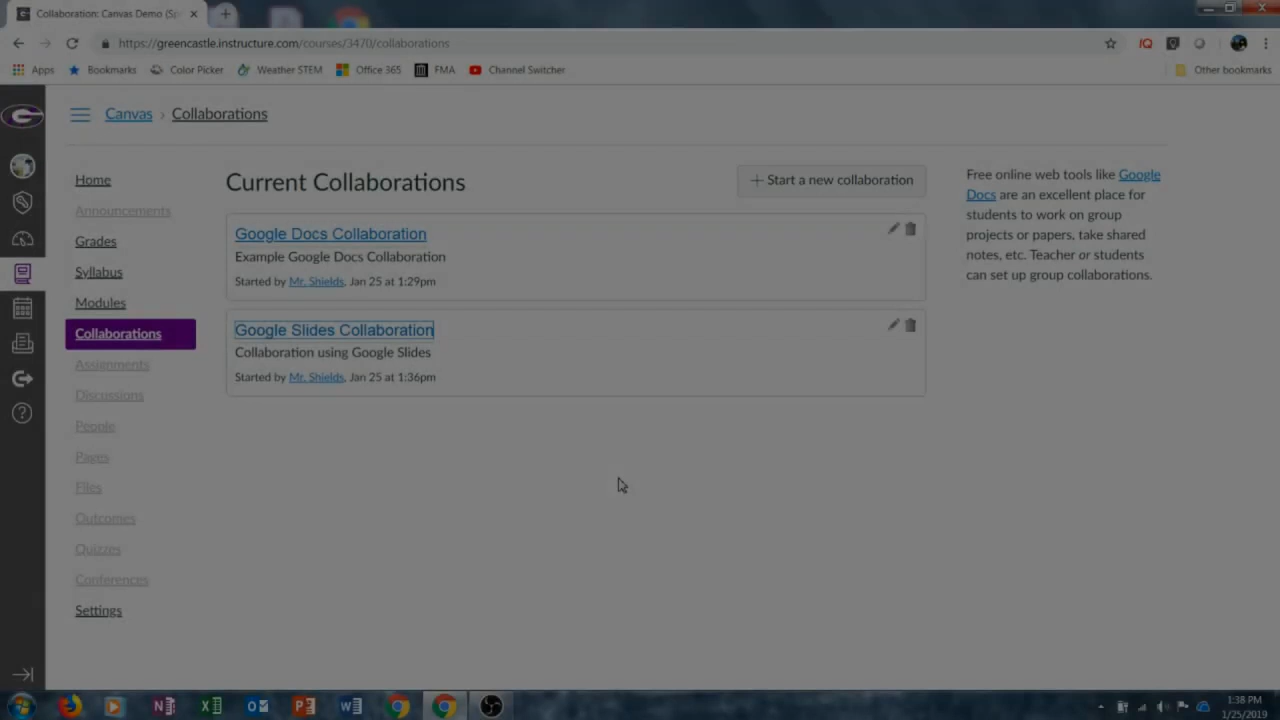 Collaboration: Canvas Demo (Sp
https://greencastle.instructure.com/courses/3470/collaborations
IQ
Apps
Bookmarks
Color Picker
Weather STEM
Office 365
FMA
Channel Switcher
Other bookmarks
Canvas › Collaborations
Home
Announcements
Grades
Syllabus
Modules
Collaborations
Assignments
Discussions
People
Pages
Files
Outcomes
Quizzes
Conferences
Settings
Current Collaborations
+ Start a new collaboration
Google Docs Collaboration
Example Google Docs Collaboration
Started by Mr. Shields, Jan 25 at 1:29pm
Google Slides Collaboration
Collaboration using Google Slides
Started by Mr. Shields, Jan 25 at 1:36pm
Free online web tools like Google
Docs are an excellent place for
students to work on group
projects or papers, take shared
notes, etc. Teacher or students
can set up group collaborations.
1:38 PM
1/25/2019